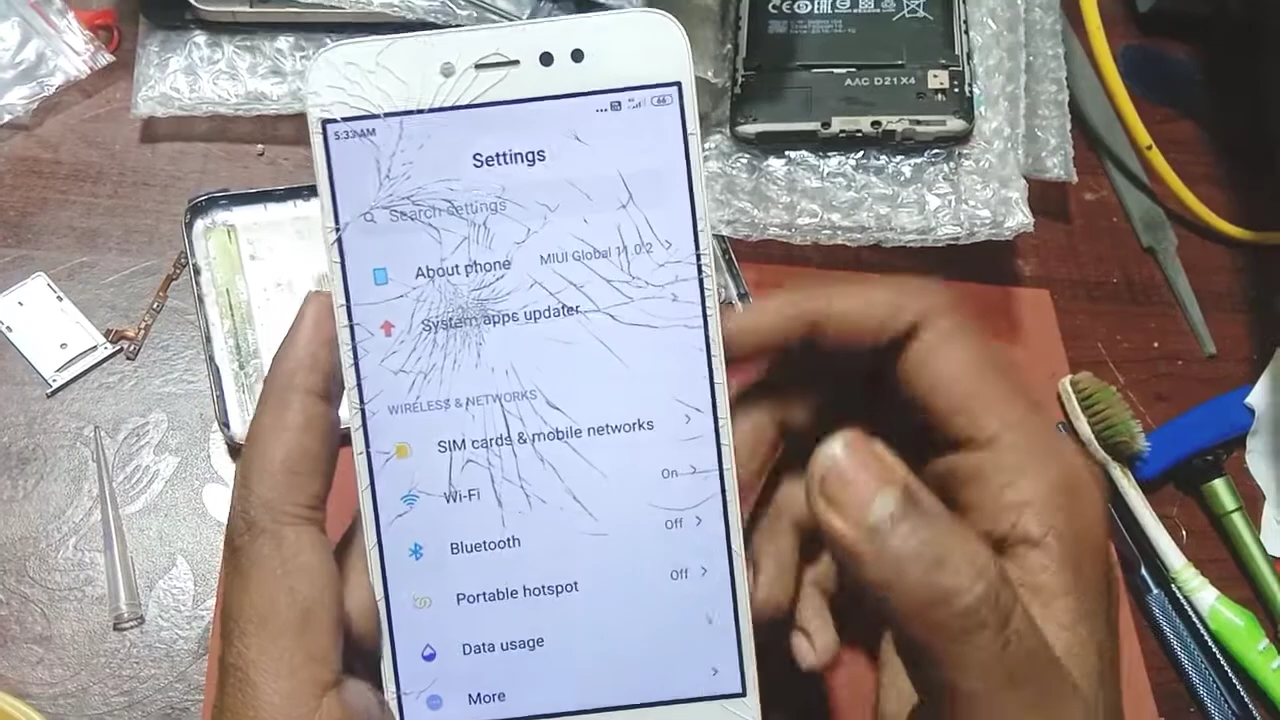 AAC D21X4
5:33 AM
66
Settings
Search settings
About phone MIUI Global 11.0.2
System apps updater
WIRELESS & NETWORKS
SIM cards & mobile networks
Wi-Fi On
Bluetooth Off
Portable hotspot Off
Data usage
More